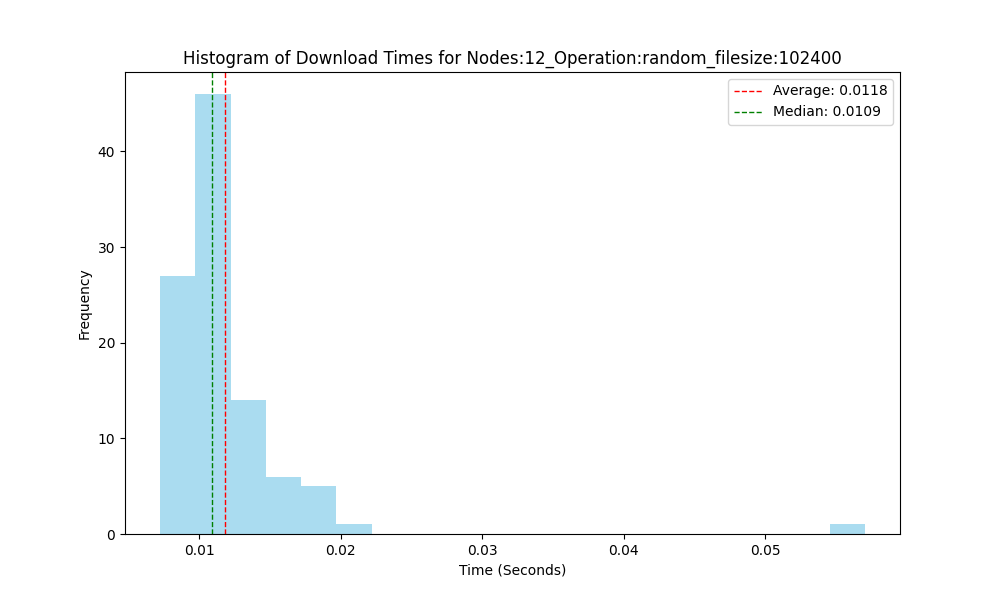 Histogram of Download Times for Nodes:12_Operation:random_filesize:102400
Average: 0.0118
Median: 0.0109
Frequency
40
30
20
10
0
0.01 0.02 0.03 0.04 0.05
Time (Seconds)